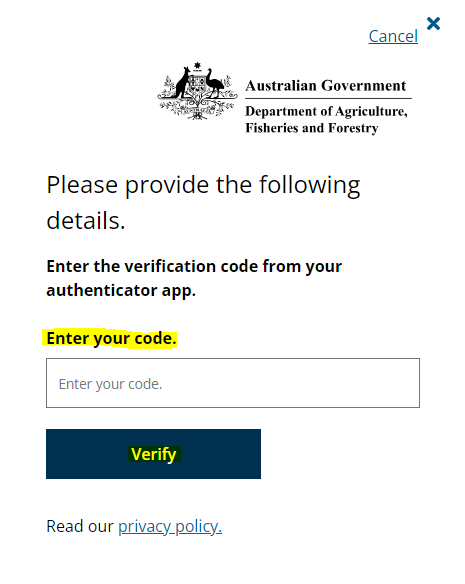 Cancel
Australian Government
Department of Agriculture,
Fisheries and Forestry
Please provide the following
details.
Enter the verification code from your
authenticator app.
Enter your code.
Enter your code.
Verify
Read our privacy policy.